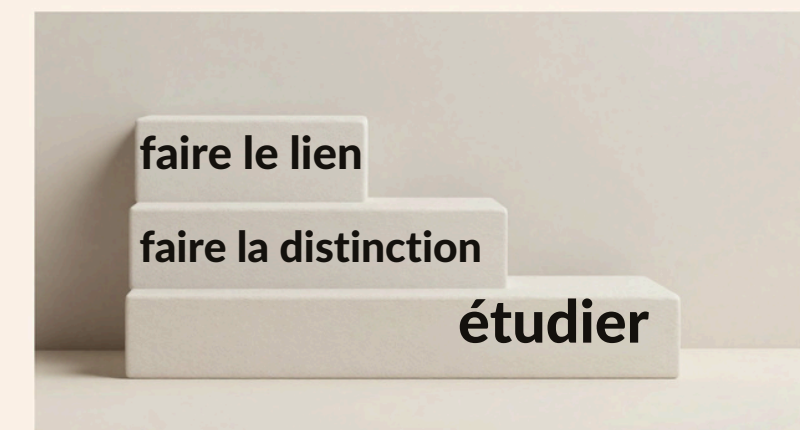 faire le lien
faire la distinction
étudier